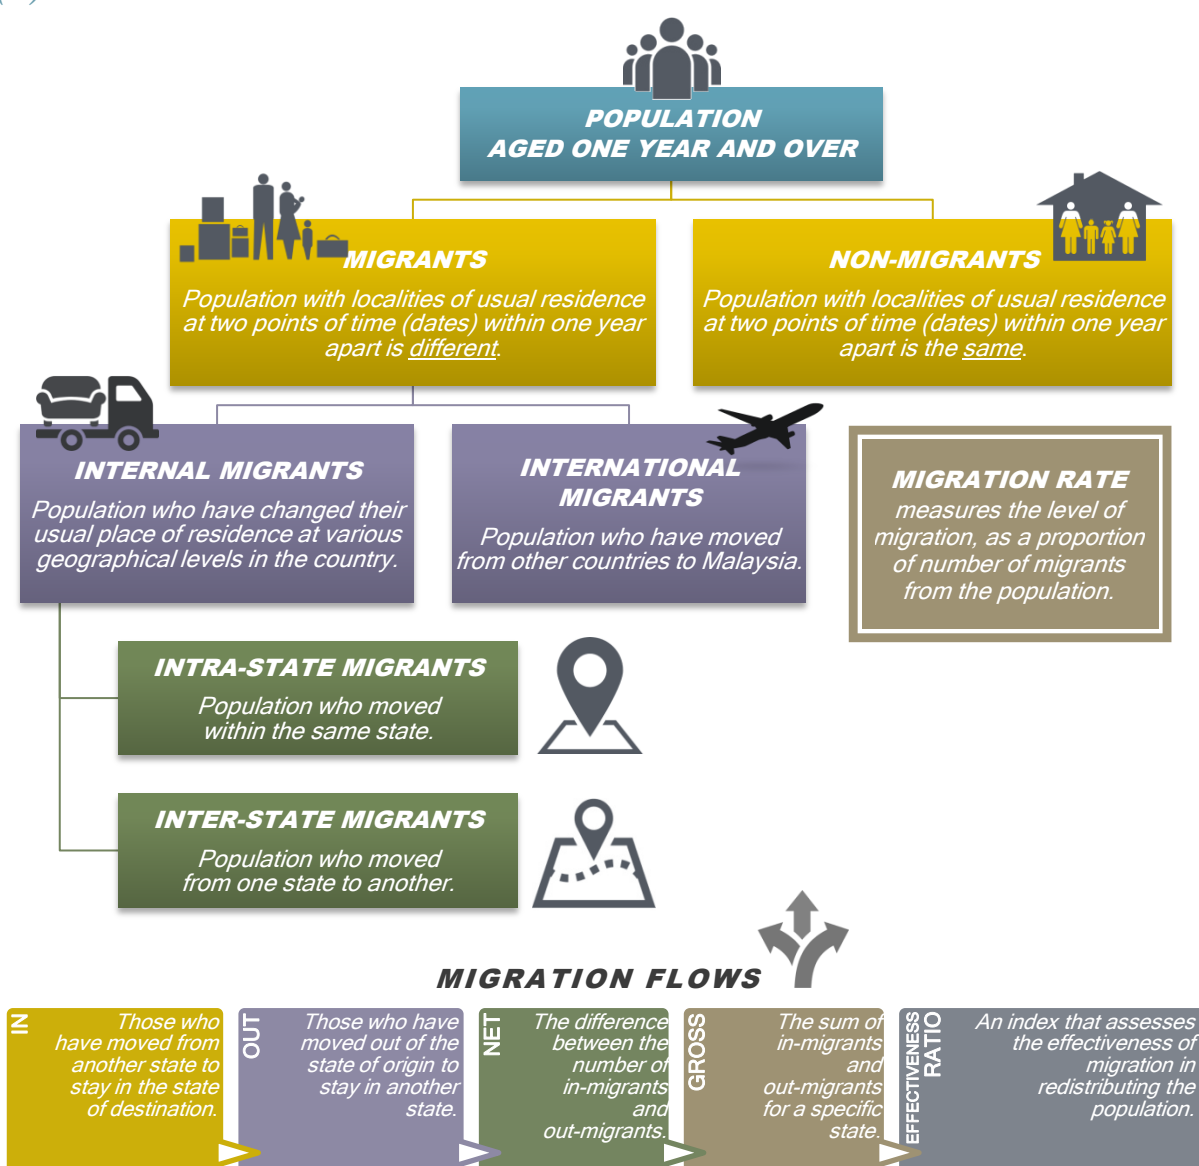 POPULATION
AGED ONE YEAR AND OVER
MIGRANTS
Population with localities of usual residence
at two points of time (dates) within one year
apart is different.
NON-MIGRANTS
Population with localities of usual residence
at two points of time (dates) within one year
apart is the same.
INTERNAL MIGRANTS
Population who have changed their
usual place of residence at various
geographical levels in the country.
INTERNATIONAL
MIGRANTS
Population who have moved
from other countries to Malaysia.
MIGRATION RATE
measures the level of
migration, as a proportion
of number of migrants
from the population.
INTRA-STATE MIGRANTS
Population who moved
within the same state.
INTER-STATE MIGRANTS
Population who moved
from one state to another.
MIGRATION FLOWS
IN
Those who
have moved from
another state to
stay in the state
of destination.
OUT
Those who have
moved out of the
state of origin to
stay in another
state.
NET
The difference
between the
number of
in-migrants
and
out-migrants.
GROSS
The sum of
in-migrants
and
out-migrants
for a specific
state.
EFFECTIVENESS
RATIO
An index that assesses
the effectiveness of
migration in
redistributing the
population.